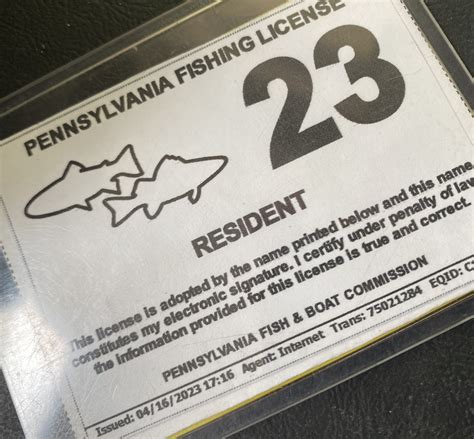 PENNSYLVANIA FISHING LICENSE
23
RESIDENT
This license is adopted by the name printed below and this name
constitutes my electronic signature. I certify under penalty of law
the information provided for this license is true and correct.
PENNSYLVANIA FISH & BOAT COMMISSION
Issued: 04/16/2023 17:16 Agent: Internet Trans: 75021284 EQID: